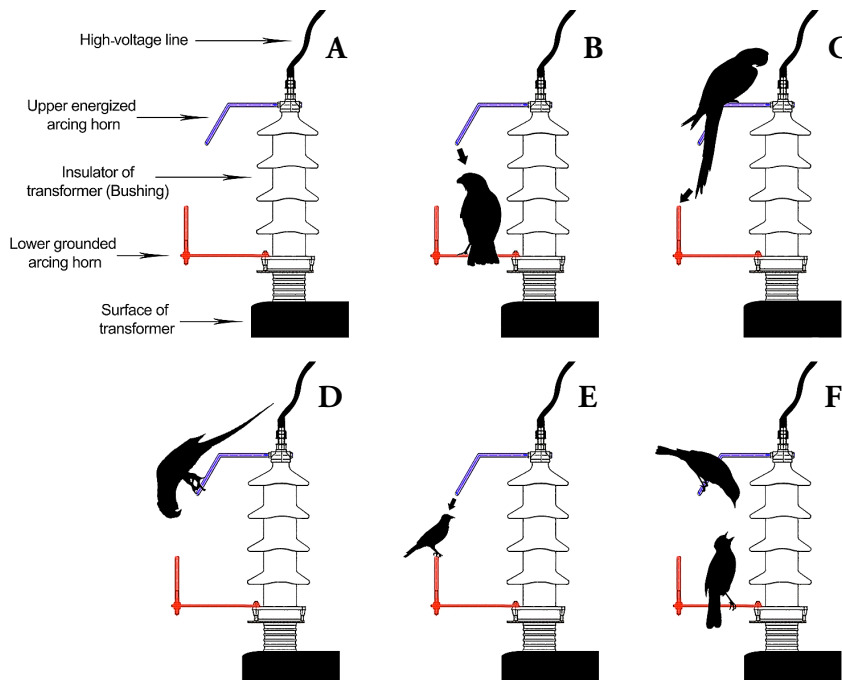 High-voltage line
A
B
C
Upper energized
arcing horn
Insulator of
transformer (Bushing)
Lower grounded
arcing horn
Surface of
transformer
D
E
F